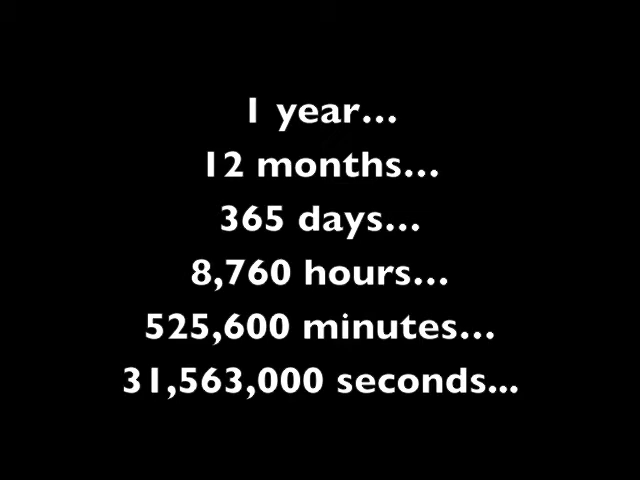 1 year...
12 months...
365 days...
8,760 hours...
525,600 minutes...
31,563,000 seconds...